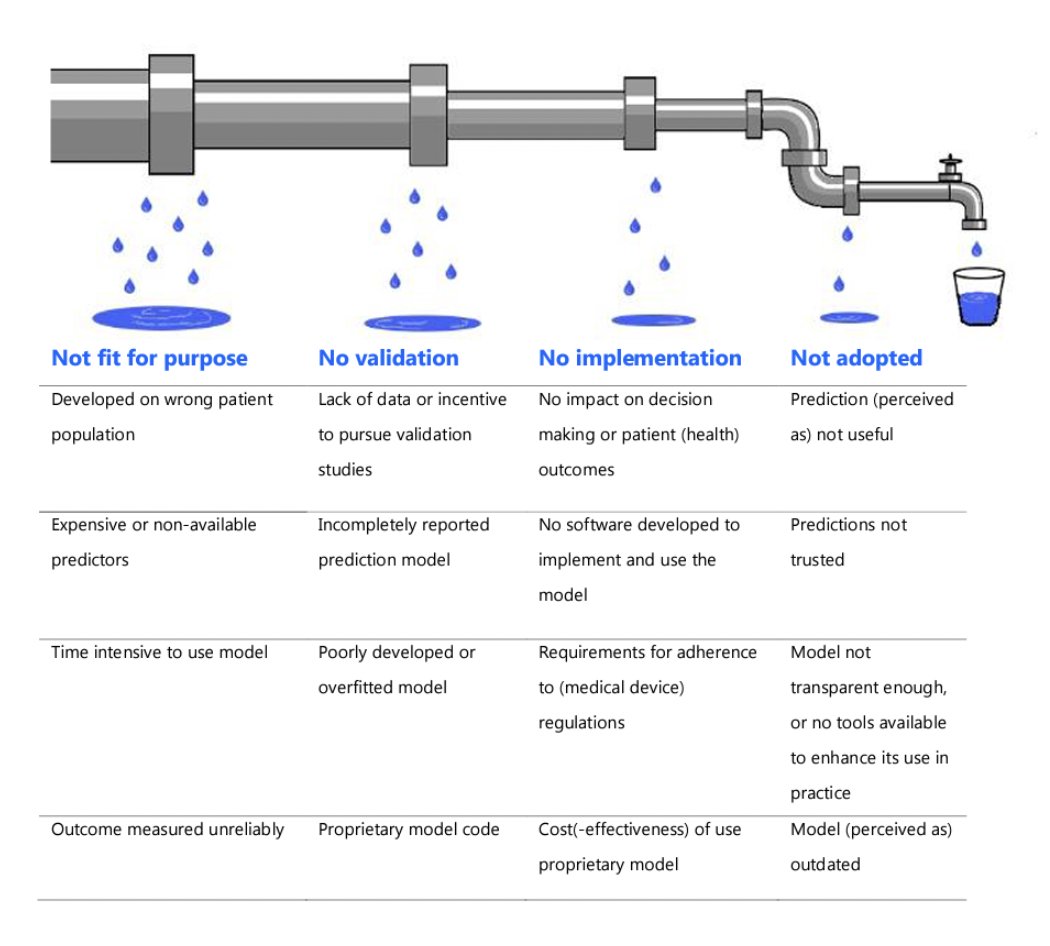 Not fit for purpose
No validation
No implementation
Not adopted
Developed on wrong patient
population
Lack of data or incentive
to pursue validation
studies
No impact on decision
making or patient (health)
outcomes
Prediction (perceived
as) not useful
Expensive or non-available
predictors
Incompletely reported
prediction model
No software developed to
implement and use the
model
Predictions not
trusted
Time intensive to use model
Poorly developed or
overfitted model
Requirements for adherence
to (medical device)
regulations
Model not
transparent enough,
or no tools available
to enhance its use in
practice
Outcome measured unreliably
Proprietary model code
Cost(-effectiveness) of use
proprietary model
Model (perceived as)
outdated